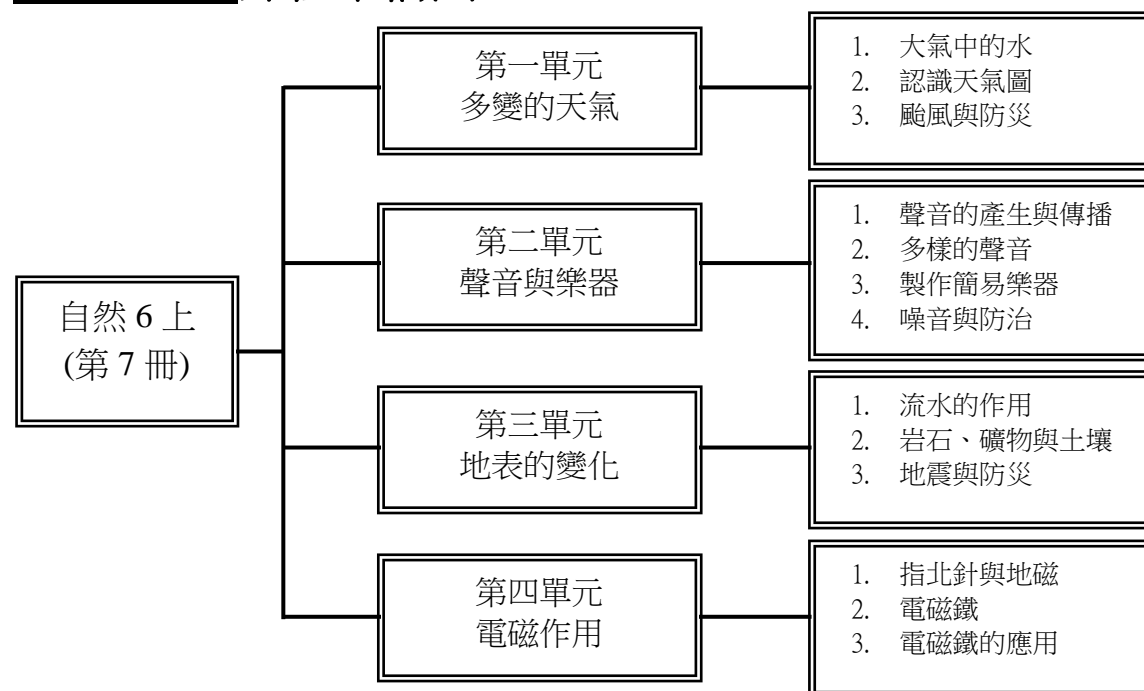 自然 6 上
(第 7 冊)
第一單元
多變的天氣
1. 大氣中的水
2. 認識天氣圖
3. 颱風與防災
第二單元
聲音與樂器
1. 聲音的產生與傳播
2. 多樣的聲音
3. 製作簡易樂器
4. 噪音與防治
第三單元
地表的變化
1. 流水的作用
2. 岩石、礦物與土壤
3. 地震與防災
第四單元
電磁作用
1. 指北針與地磁
2. 電磁鐵
3. 電磁鐵的應用